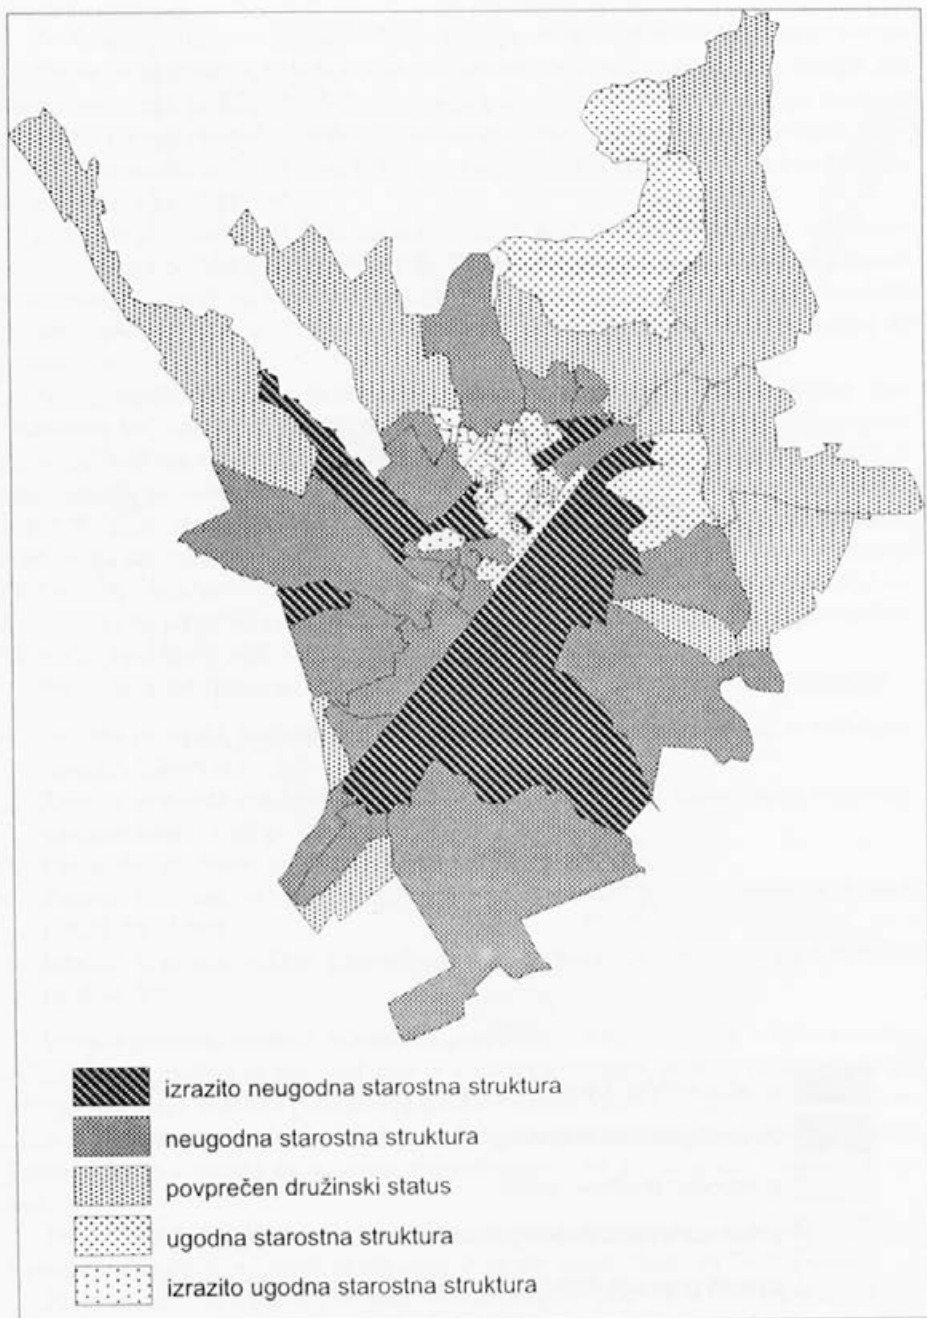 izrazito neugodna starostna struktura
neugodna starostna struktura
povprečen družinski status
ugodna starostna struktura
izrazito ugodna starostna struktura